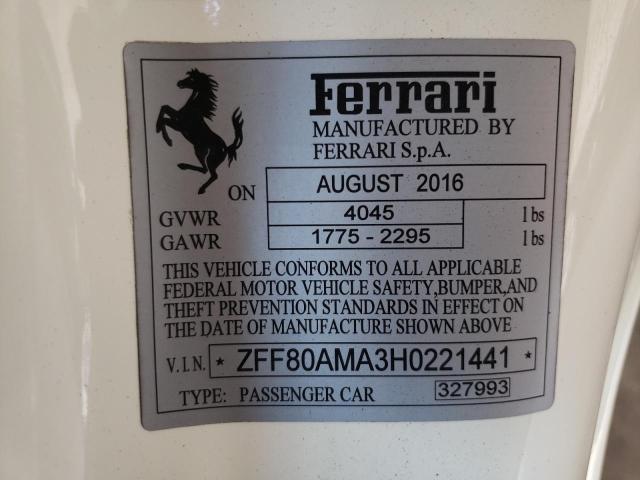 Ferrari
MANUFACTURED BY
FERRARI S.p.A.
ON AUGUST 2016
GVWR 4045 lbs
GAWR 1775 - 2295 lbs
THIS VEHICLE CONFORMS TO ALL APPLICABLE
FEDERAL MOTOR VEHICLE SAFETY,BUMPER,AND
THEFT PREVENTION STANDARDS IN EFFECT ON
THE DATE OF MANUFACTURE SHOWN ABOVE
V.I.N. * ZFF80AMA3H0221441 *
TYPE: PASSENGER CAR 327993